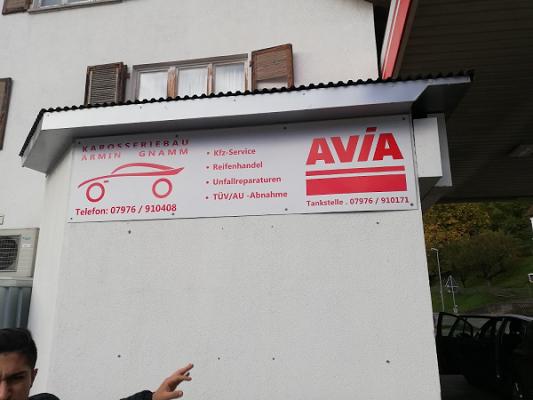 KAROSSERIEBAU
ARMIN GNAMM
Telefon: 07976 / 910408
• Kfz-Service
• Reifenhandel
• Unfallreparaturen
• TÜV/AU -Abnahme
AVIA
Tankstelle . 07976 / 910171